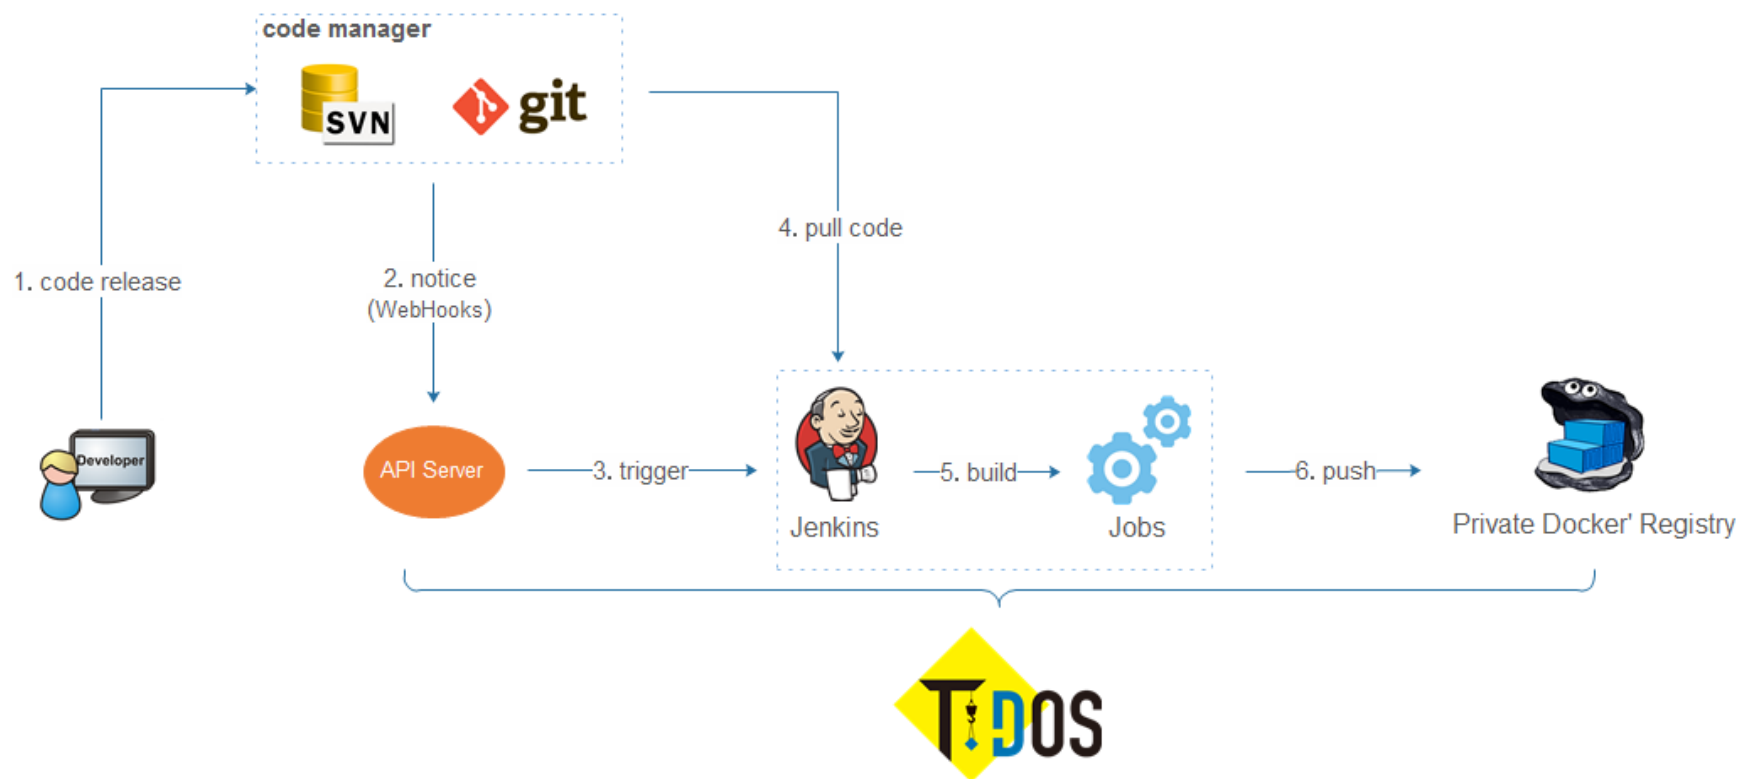 code manager
SVN
git
4. pull code
1. code release
2. notice
(WebHooks)
Developer
API Server
3. trigger
5. build
6. push
Jenkins
Jobs
Private Docker' Registry
TiDOS